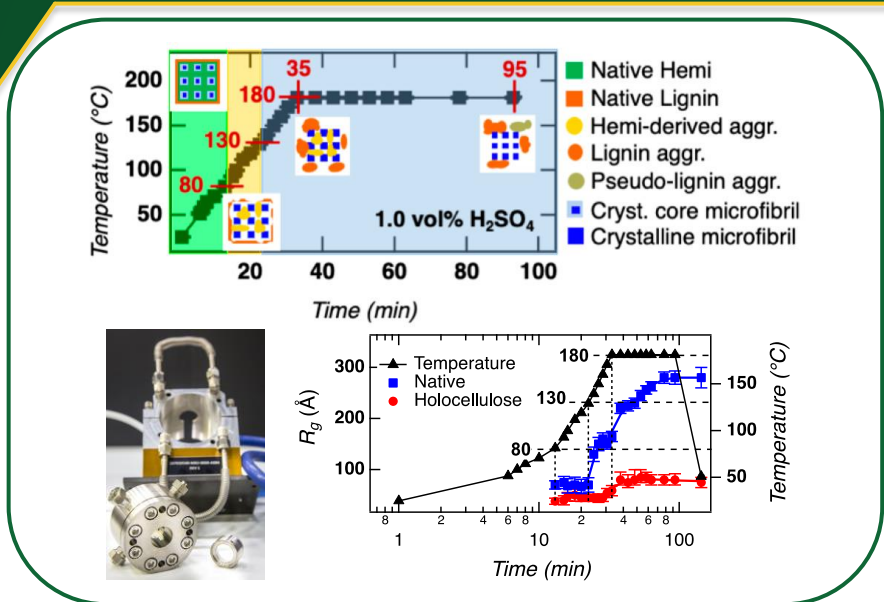 Temperature (°C)
200
150
100
50
35
95
180
130
80
1.0 vol% H₂SO₄
20
40
60
80
100
Time (min)
Native Hemi
Native Lignin
Hemi-derived aggr.
Lignin aggr.
Pseudo-lignin aggr.
Cryst. core microfibril
Crystalline microfibril
Rg (Å)
300
200
100
Temperature
Native
Holocellulose
180
130
80
150
100
50
Temperature (°C)
8
1
2
4
6
8
10
2
4
6
8
100
Time (min)